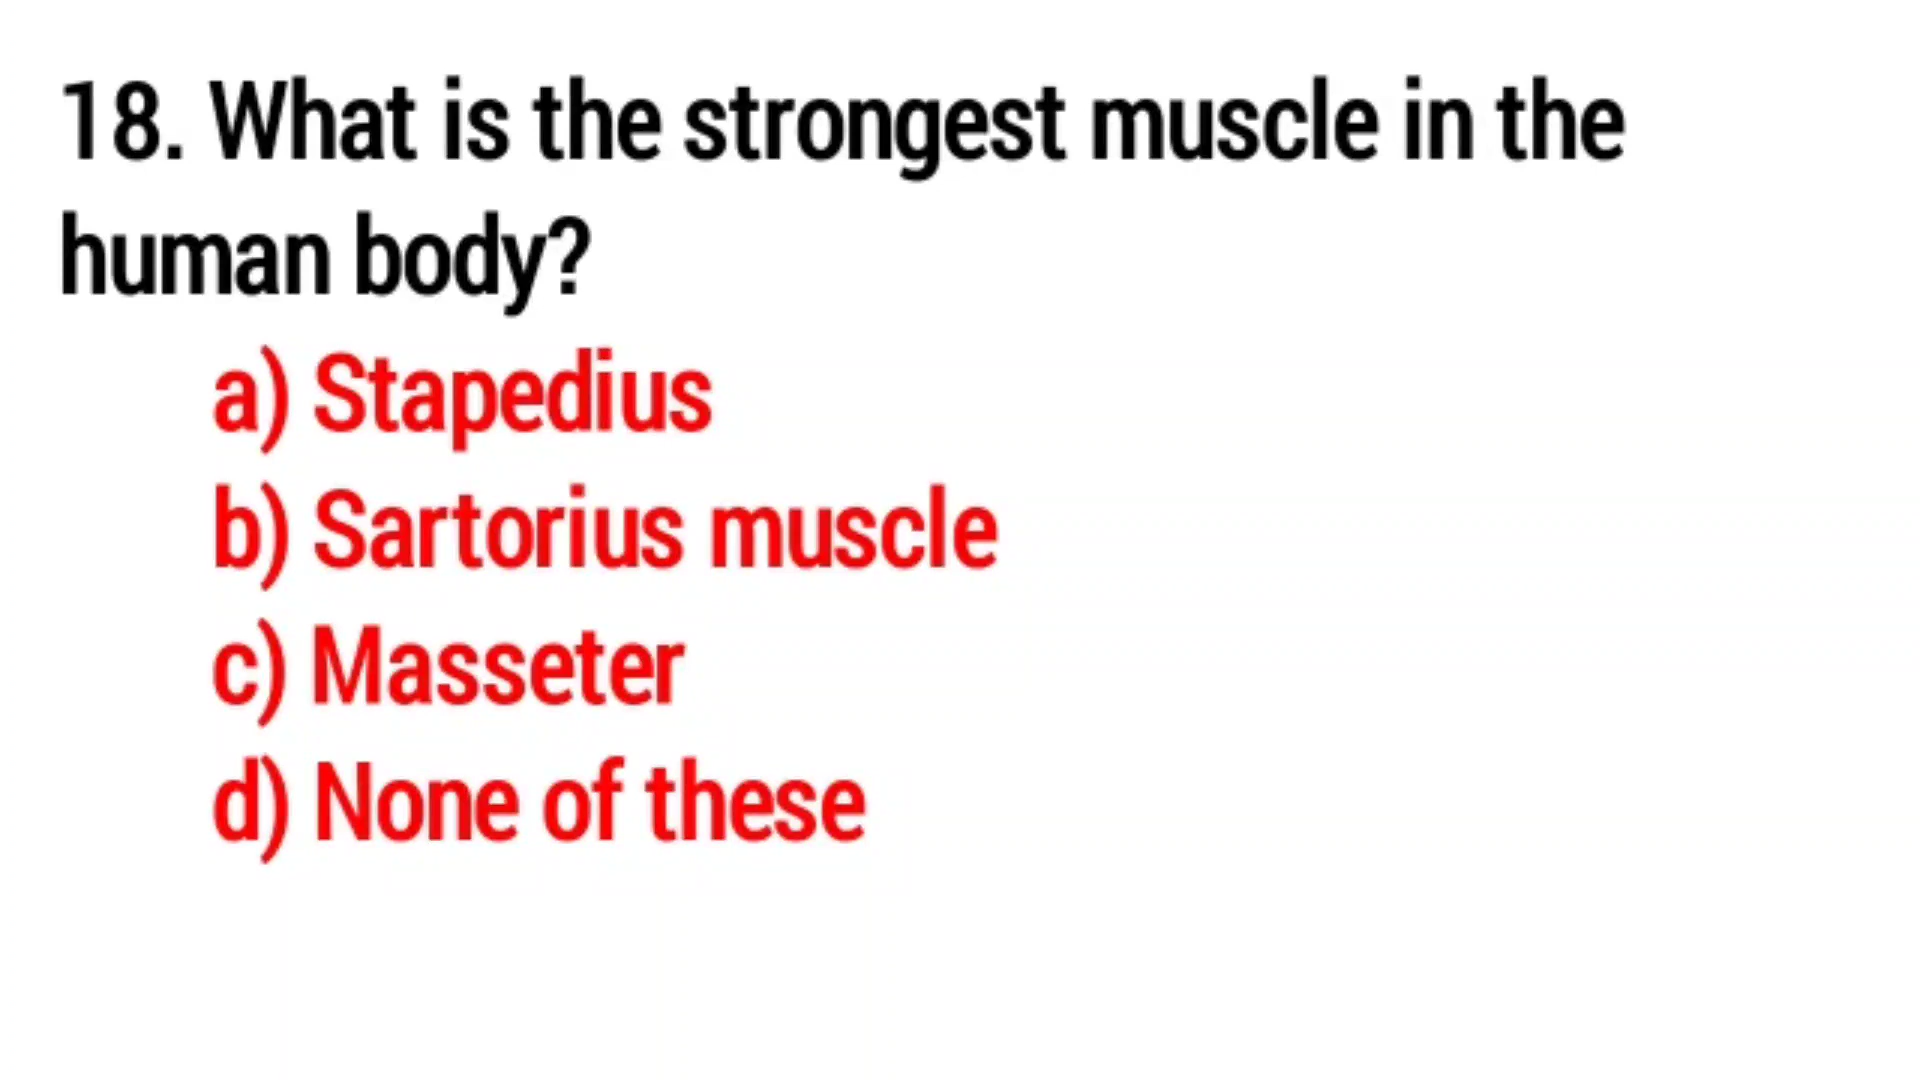 18. What is the strongest muscle in the
human body?
a) Stapedius
b) Sartorius muscle
c) Masseter
d) None of these